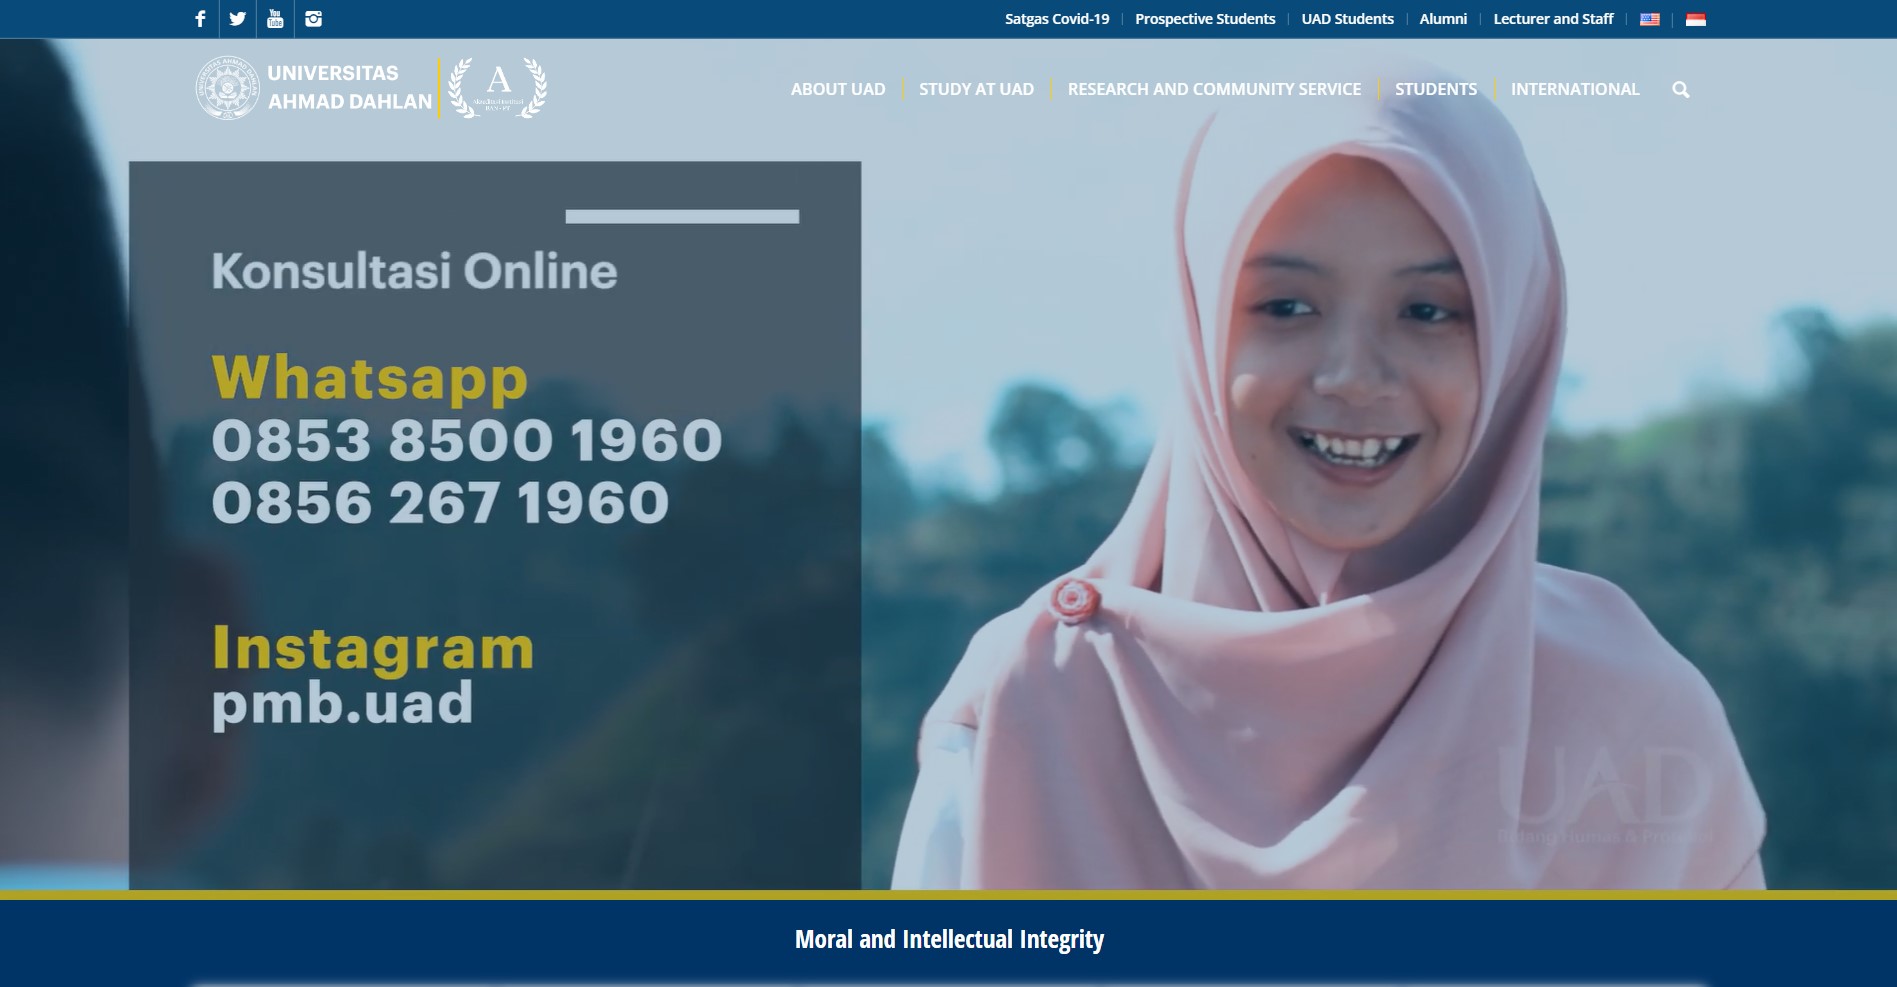 Satgas Covid-19
Prospective Students
UAD Students
Alumni
Lecturer and Staff
UNIVERSITAS
AHMAD DAHLAN
A
ABOUT UAD
STUDY AT UAD
RESEARCH AND COMMUNITY SERVICE
STUDENTS
INTERNATIONAL
Konsultasi Online
Whatsapp
0853 8500 1960
0856 267 1960
Instagram
pmb.uad
UAD
Moral and Intellectual Integrity